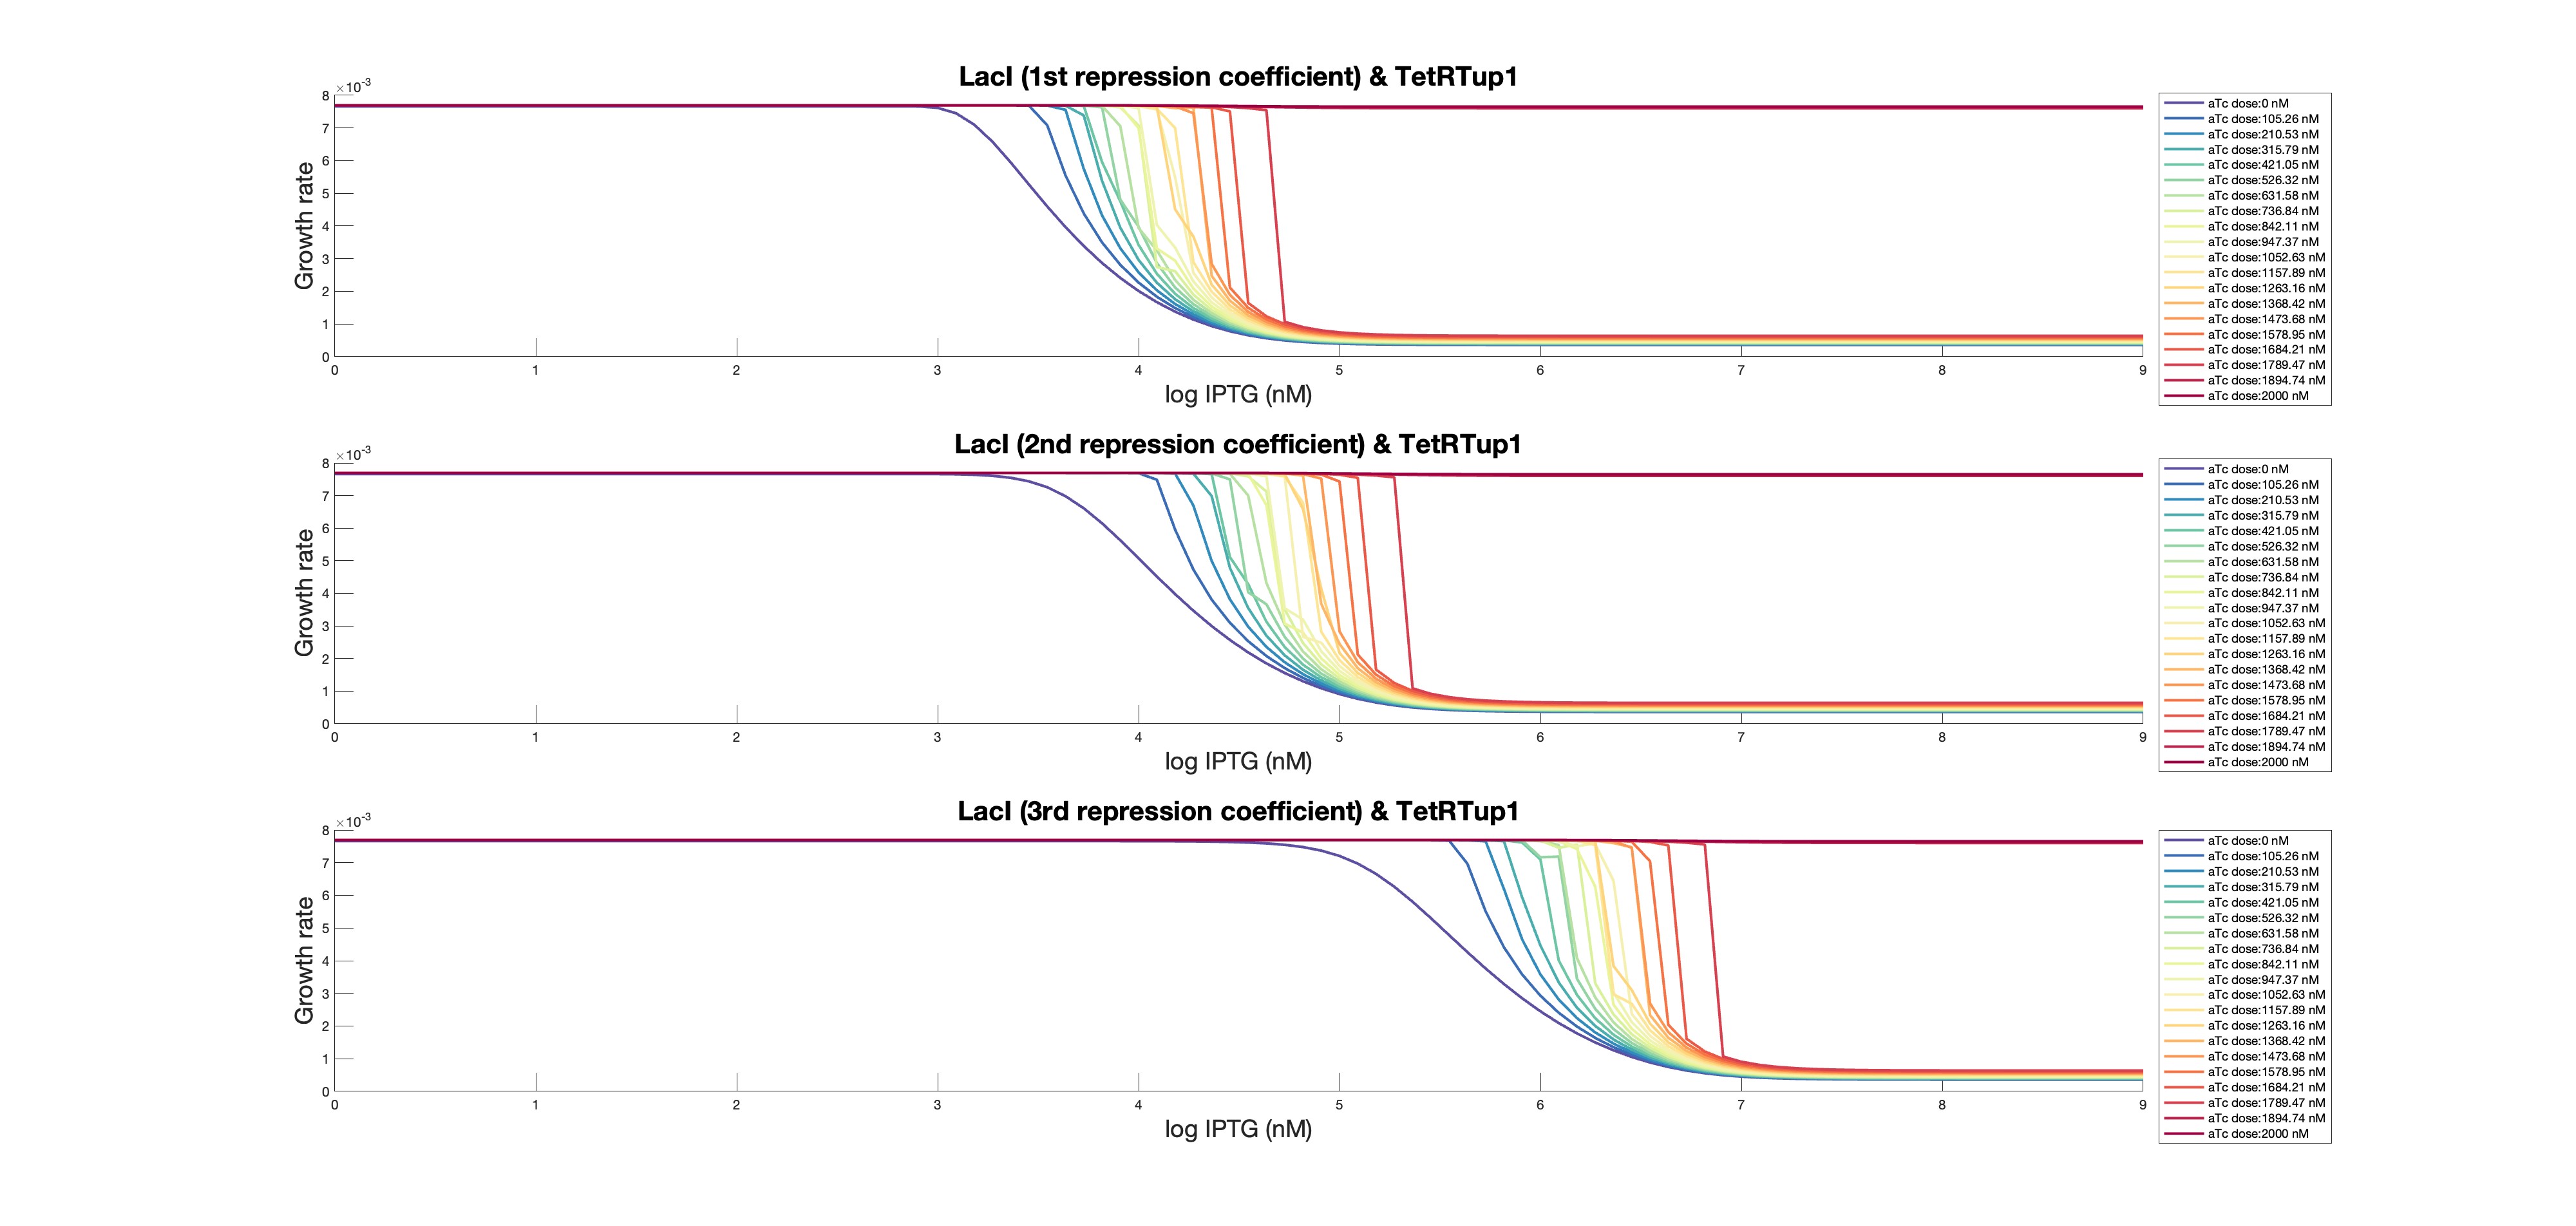 LacI (1st repression coefficient) & TetRTup1
×10-3
8
7
6
5
4
3
2
1
0
Growth rate
0 1 2 3 4 5 6 7 8 9
log IPTG (nM)
aTc dose:0 nM
aTc dose:105.26 nM
aTc dose:210.53 nM
aTc dose:315.79 nM
aTc dose:421.05 nM
aTc dose:526.32 nM
aTc dose:631.58 nM
aTc dose:736.84 nM
aTc dose:842.11 nM
aTc dose:947.37 nM
aTc dose:1052.63 nM
aTc dose:1157.89 nM
aTc dose:1263.16 nM
aTc dose:1368.42 nM
aTc dose:1473.68 nM
aTc dose:1578.95 nM
aTc dose:1684.21 nM
aTc dose:1789.47 nM
aTc dose:1894.74 nM
aTc dose:2000 nM
LacI (2nd repression coefficient) & TetRTup1
×10-3
8
7
6
5
4
3
2
1
0
Growth rate
0 1 2 3 4 5 6 7 8 9
log IPTG (nM)
aTc dose:0 nM
aTc dose:105.26 nM
aTc dose:210.53 nM
aTc dose:315.79 nM
aTc dose:421.05 nM
aTc dose:526.32 nM
aTc dose:631.58 nM
aTc dose:736.84 nM
aTc dose:842.11 nM
aTc dose:947.37 nM
aTc dose:1052.63 nM
aTc dose:1157.89 nM
aTc dose:1263.16 nM
aTc dose:1368.42 nM
aTc dose:1473.68 nM
aTc dose:1578.95 nM
aTc dose:1684.21 nM
aTc dose:1789.47 nM
aTc dose:1894.74 nM
aTc dose:2000 nM
LacI (3rd repression coefficient) & TetRTup1
×10-3
8
7
6
5
4
3
2
1
0
Growth rate
0 1 2 3 4 5 6 7 8 9
log IPTG (nM)
aTc dose:0 nM
aTc dose:105.26 nM
aTc dose:210.53 nM
aTc dose:315.79 nM
aTc dose:421.05 nM
aTc dose:526.32 nM
aTc dose:631.58 nM
aTc dose:736.84 nM
aTc dose:842.11 nM
aTc dose:947.37 nM
aTc dose:1052.63 nM
aTc dose:1157.89 nM
aTc dose:1263.16 nM
aTc dose:1368.42 nM
aTc dose:1473.68 nM
aTc dose:1578.95 nM
aTc dose:1684.21 nM
aTc dose:1789.47 nM
aTc dose:1894.74 nM
aTc dose:2000 nM